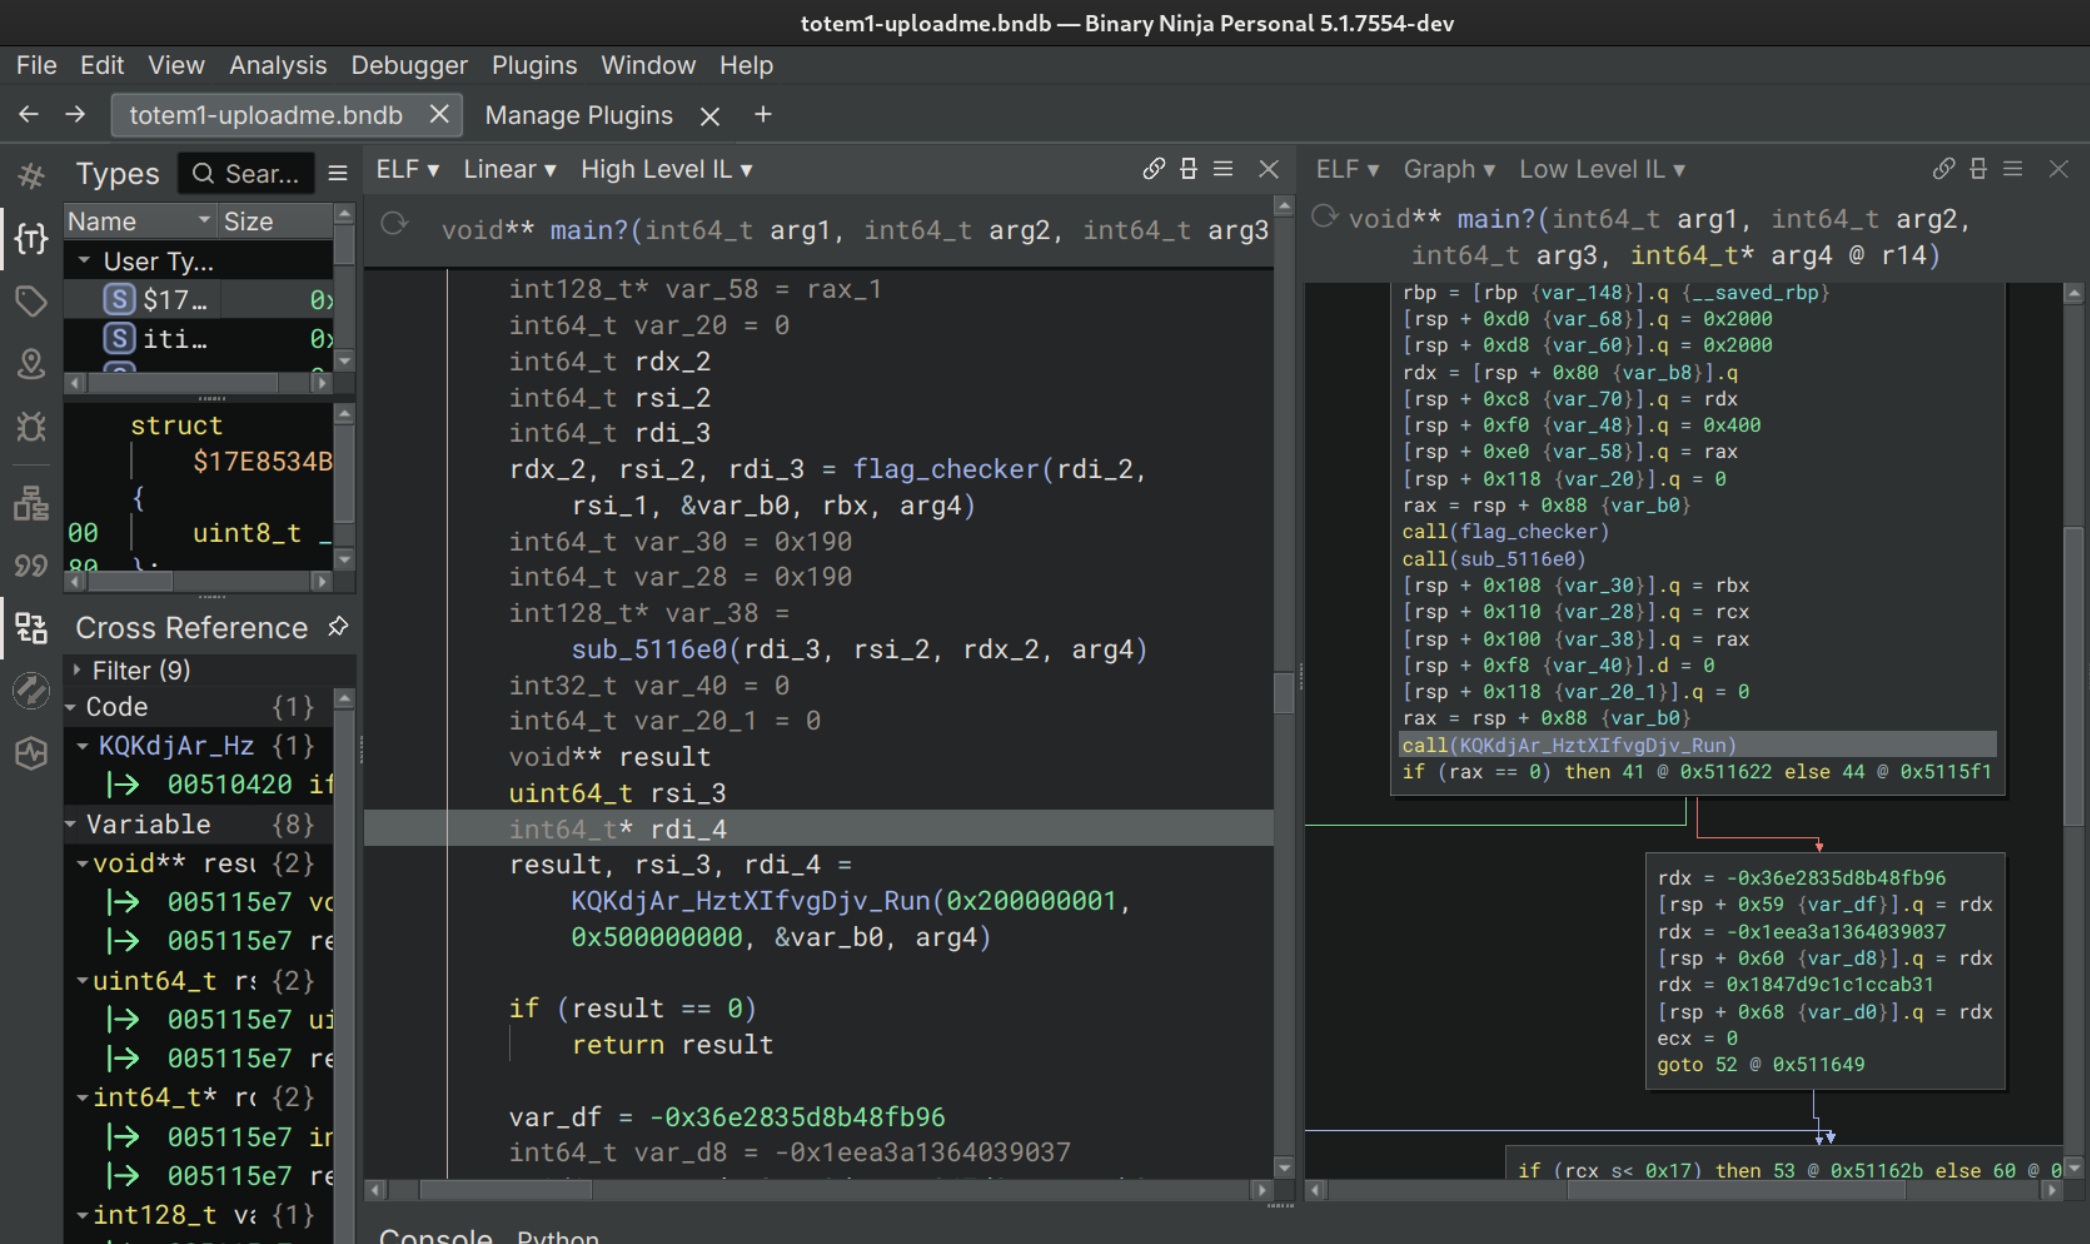 totem1-uploadme.bndb — Binary Ninja Personal 5.1.7554-dev
File Edit View Analysis Debugger Plugins Window Help
totem1-uploadme.bndb Manage Plugins
Types Sear...
Name Size
User Ty...
S $17...
S iti...
struct
$17E8534B
{
00 uint8_t _
80 };
Cross Reference
Filter (9)
Code {1}
KQKdjAr_Hz {1}
00510420 if
Variable {8}
void** resu {2}
005115e7
005115e7 re
uint64_t rs {2}
005115e7 ui
005115e7 re
int64_t* {2}
005115e7 in
005115e7 re
int128_t va {1}
ELF ▾ Linear ▾ High Level IL ▾
void** main?(int64_t arg1, int64_t arg2, int64_t arg3
int128_t* var_58 = rax_1
int64_t var_20 = 0
int64_t rdx_2
int64_t rsi_2
int64_t rdi_3
rdx_2, rsi_2, rdi_3 = flag_checker(rdi_2,
rsi_1, &var_b0, rbx, arg4)
int64_t var_30 = 0x190
int64_t var_28 = 0x190
int128_t* var_38 =
sub_5116e0(rdi_3, rsi_2, rdx_2, arg4)
int32_t var_40 = 0
int64_t var_20_1 = 0
void** result
uint64_t rsi_3
int64_t* rdi_4
result, rsi_3, rdi_4 =
KQKdjAr_HztXIfvgDjv_Run(0x200000001,
0x500000000, &var_b0, arg4)
if (result == 0)
return result
var_df = -0x36e2835d8b48fb96
int64_t var_d8 = -0x1eea3a1364039037
Console Python
ELF ▾ Graph ▾ Low Level IL ▾
void** main?(int64_t arg1, int64_t arg2,
int64_t arg3, int64_t* arg4 @ r14)
rbp = [rbp {var_148}].q {__saved_rbp}
[rsp + 0xd0 {var_68}].q = 0x2000
[rsp + 0xd8 {var_60}].q = 0x2000
rdx = [rsp + 0x80 {var_b8}].q
[rsp + 0xc8 {var_70}].q = rdx
[rsp + 0xf0 {var_48}].q = 0x400
[rsp + 0xe0 {var_58}].q = rax
[rsp + 0x118 {var_20}].q = 0
rax = rsp + 0x88 {var_b0}
call(flag_checker)
call(sub_5116e0)
[rsp + 0x108 {var_30}].q = rbx
[rsp + 0x110 {var_28}].q = rcx
[rsp + 0x100 {var_38}].q = rax
[rsp + 0xf8 {var_40}].d = 0
[rsp + 0x118 {var_20_1}].q = 0
rax = rsp + 0x88 {var_b0}
call(KQKdjAr_HztXIfvgDjv_Run)
if (rax == 0) then 41 @ 0x511622 else 44 @ 0x5115f1
rdx = -0x36e2835d8b48fb96
[rsp + 0x59 {var_df}].q = rdx
rdx = -0x1eea3a1364039037
[rsp + 0x60 {var_d8}].q = rdx
rdx = 0x1847d9c1c1ccab31
[rsp + 0x68 {var_d0}].q = rdx
ecx = 0
goto 52 @ 0x511649
if (rcx s< 0x17) then 53 @ 0x51162b else 60 @ 0